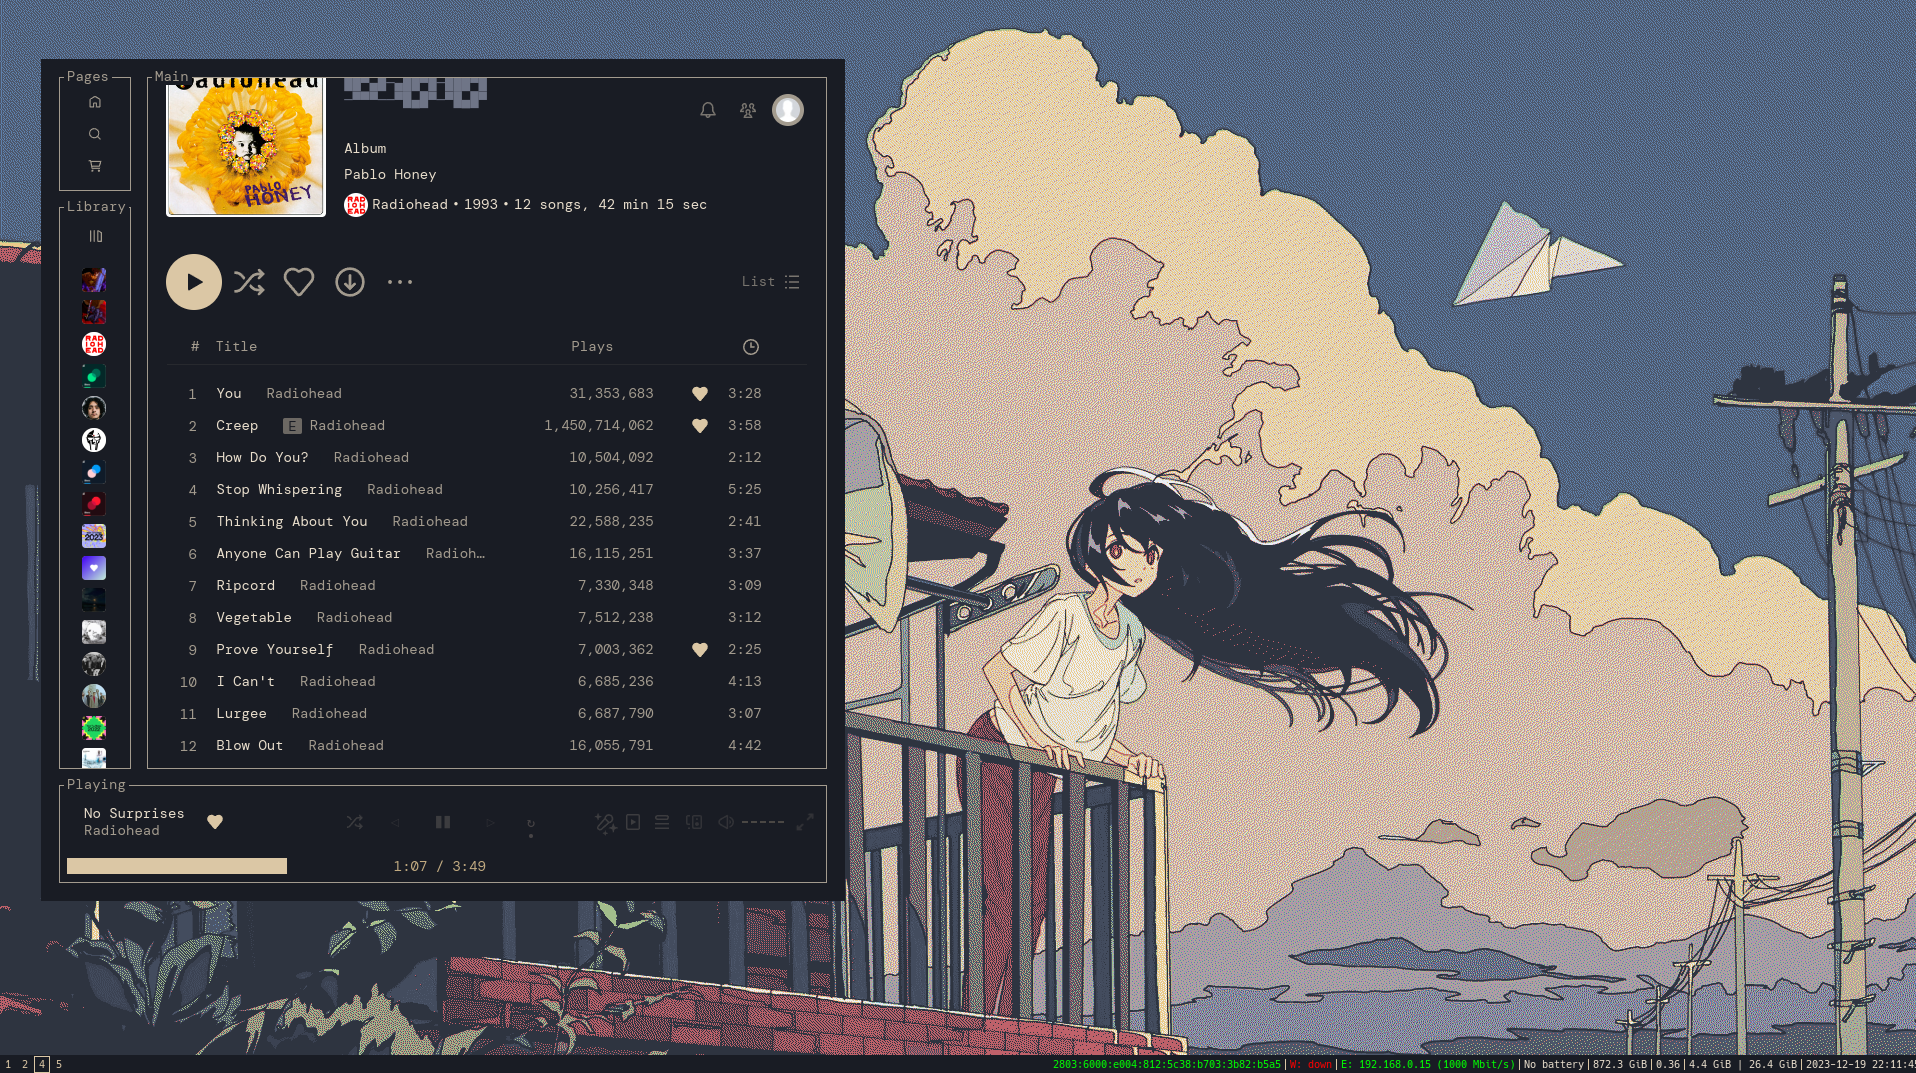 Pages
Main
Radiohead
PABLO HONEY
Album
Pablo Honey
RADIOHEAD
Radiohead • 1993 • 12 songs, 42 min 15 sec
Library
List
# Title Plays
1 You Radiohead 31,353,683 3:28
2 Creep E Radiohead 1,450,714,062 3:58
3 How Do You? Radiohead 10,504,092 2:12
4 Stop Whispering Radiohead 10,256,417 5:25
5 Thinking About You Radiohead 22,588,235 2:41
6 Anyone Can Play Guitar Radioh… 16,115,251 3:37
7 Ripcord Radiohead 7,330,348 3:09
8 Vegetable Radiohead 7,512,238 3:12
9 Prove Yourself Radiohead 7,003,362 2:25
10 I Can't Radiohead 6,685,236 4:13
11 Lurgee Radiohead 6,687,790 3:07
12 Blow Out Radiohead 16,055,791 4:42
RADIOHEAD
2023
Playing
No Surprises
Radiohead
1:07 / 3:49
1 2 4 5
2803:6000:e004:812:5c38:b703:3b82:b5a5|W: down|E: 192.168.0.15 (1000 Mbit/s)|No battery|872.3 GiB|0.36|4.4 GiB | 26.4 GiB|2023-12-19 22:11:4